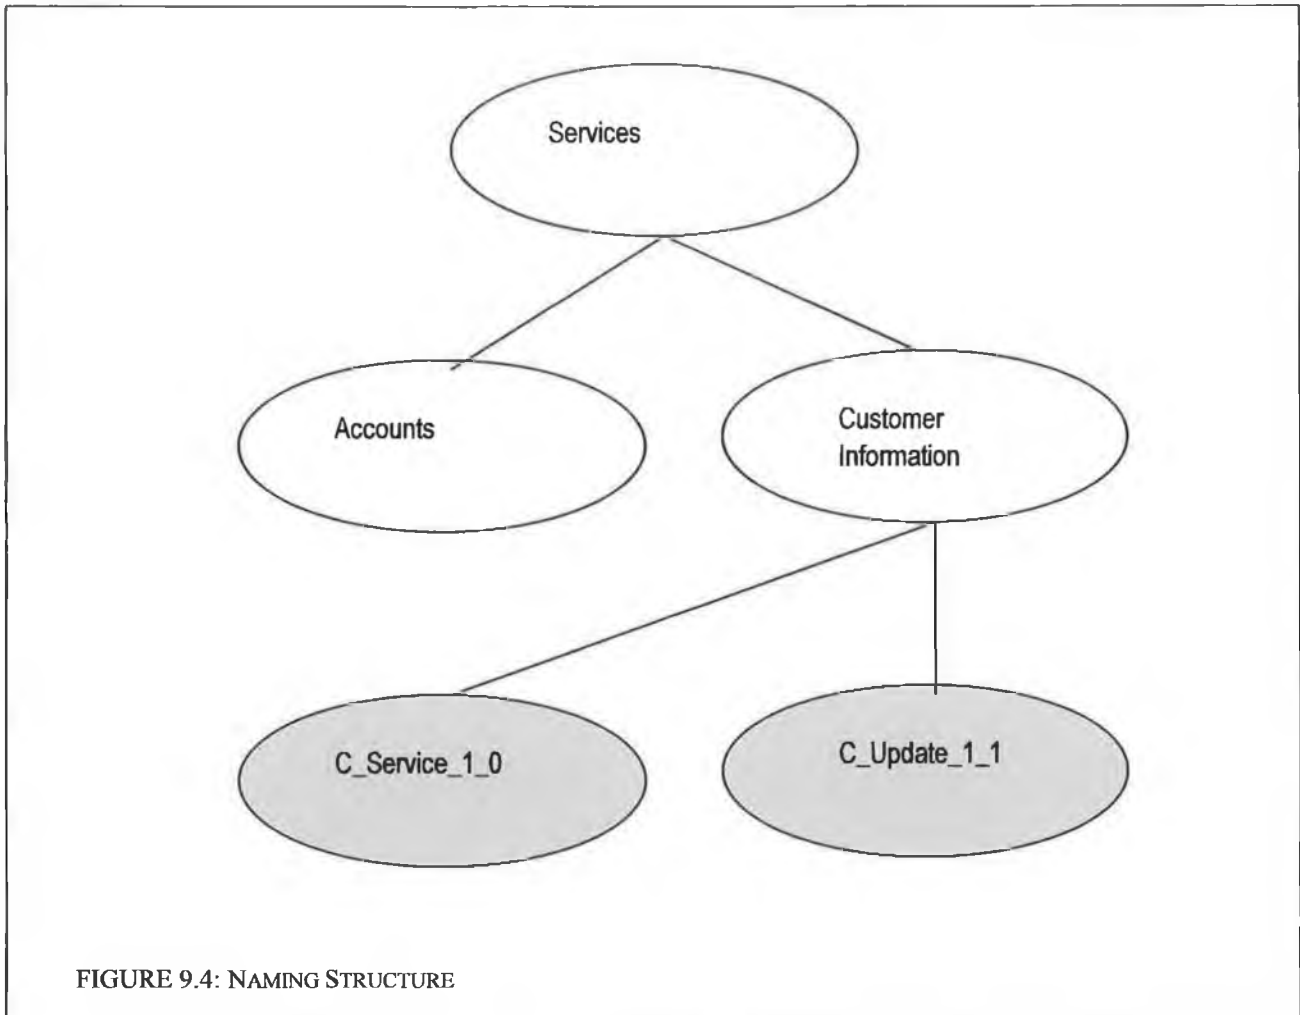 Services
Accounts
Customer
Information
C_Service_1_0
C_Update_1_1
FIGURE 9.4: NAMING STRUCTURE